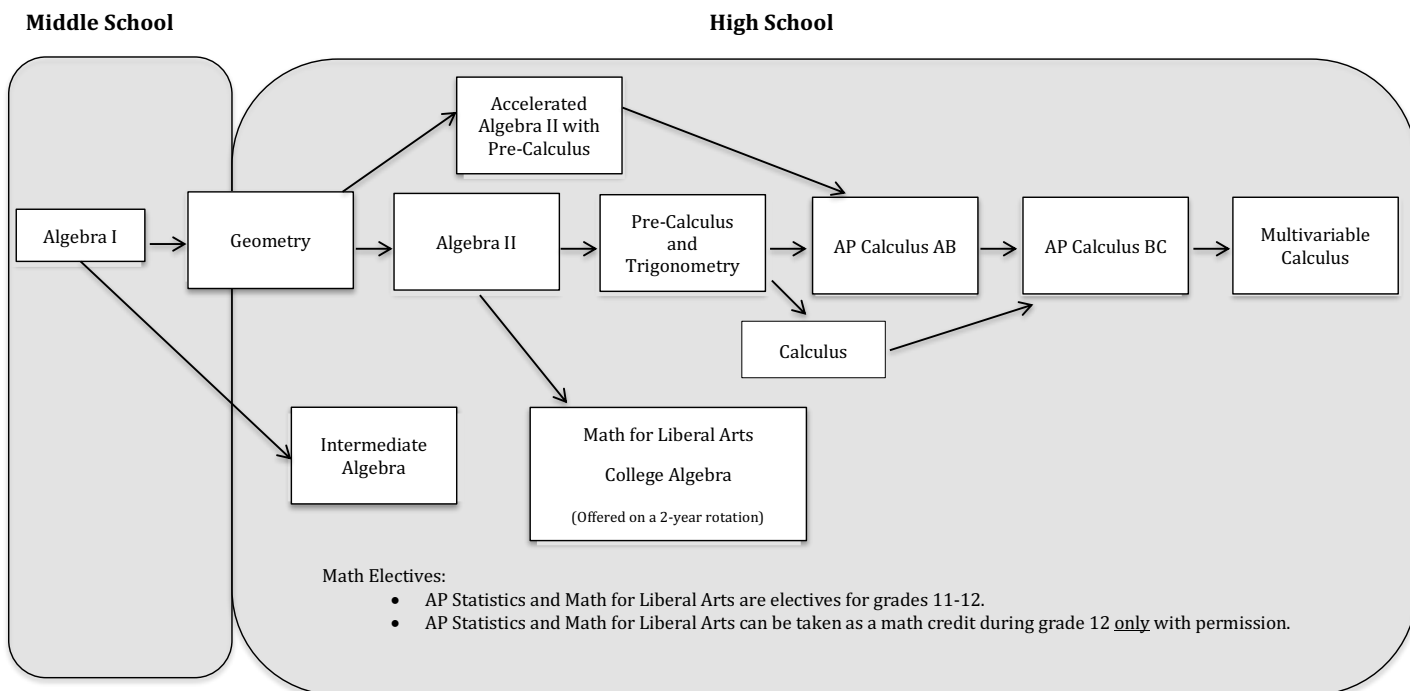 Middle School
High School
Accelerated
Algebra II with
Pre-Calculus
Algebra I
Geometry
Algebra II
Pre-Calculus
and
Trigonometry
AP Calculus AB
AP Calculus BC
Multivariable
Calculus
Calculus
Intermediate
Algebra
Math for Liberal Arts
College Algebra
(Offered on a 2-year rotation)
Math Electives:
• AP Statistics and Math for Liberal Arts are electives for grades 11-12.
• AP Statistics and Math for Liberal Arts can be taken as a math credit during grade 12 only with permission.